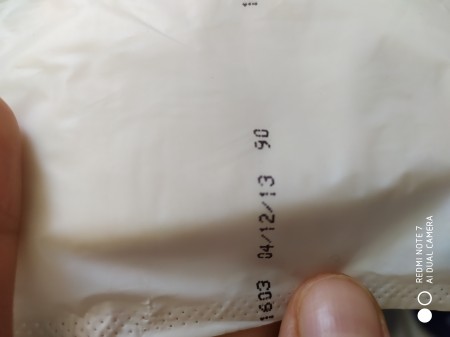 1603 04/12/13 90
REDMI NOTE 7
AI DUAL CAMERA